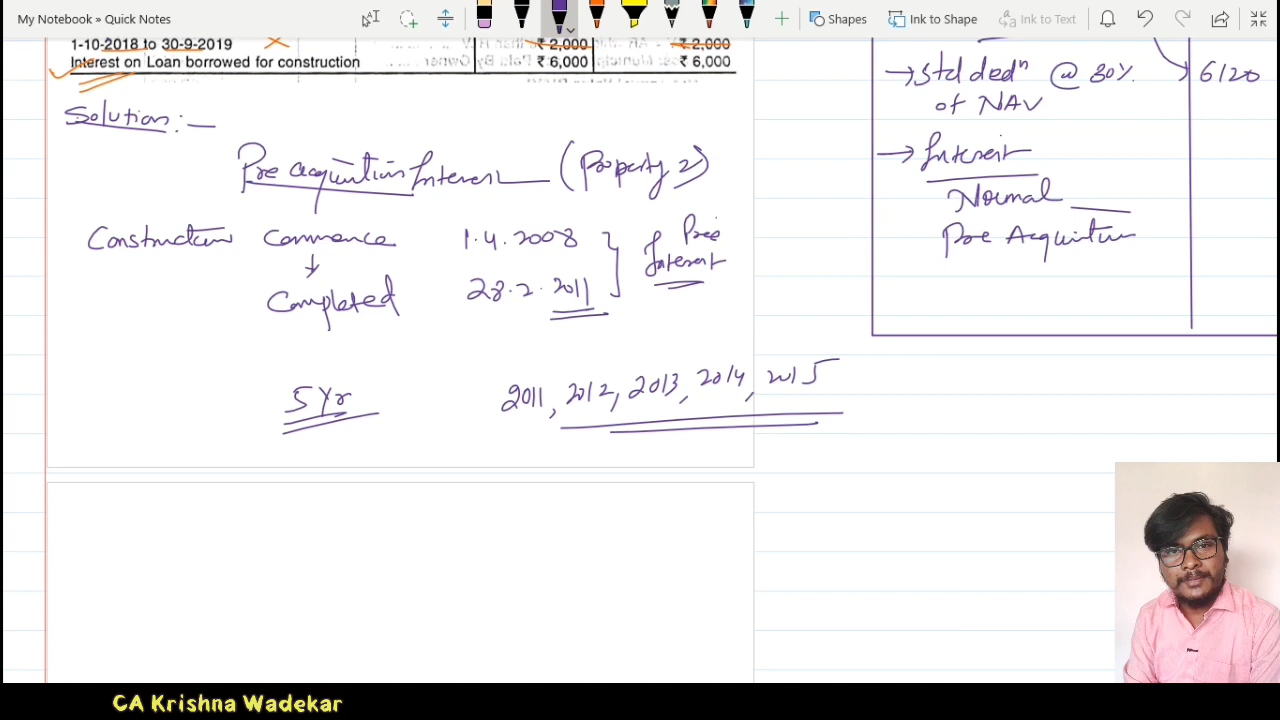 My Notebook » Quick Notes
Shapes
Ink to Shape
Ink to Text
1-10-2018 to 30-9-2019 ₹ 2,000 ₹ 2,000
Interest on Loan borrowed for construction ₹ 6,000 ₹ 6,000
Solution:—
Pre acquisition Interest (Property 2)
Construction Commence 1.4.2008
Completed 28.2.2011
Pre
Interest
5 Yr 2011, 2012, 2013, 2014, 2015
→ Std dedn @ 30% 6120
of NAV
→ Interest
Normal
Pre Acquisition
CA Krishna Wadekar